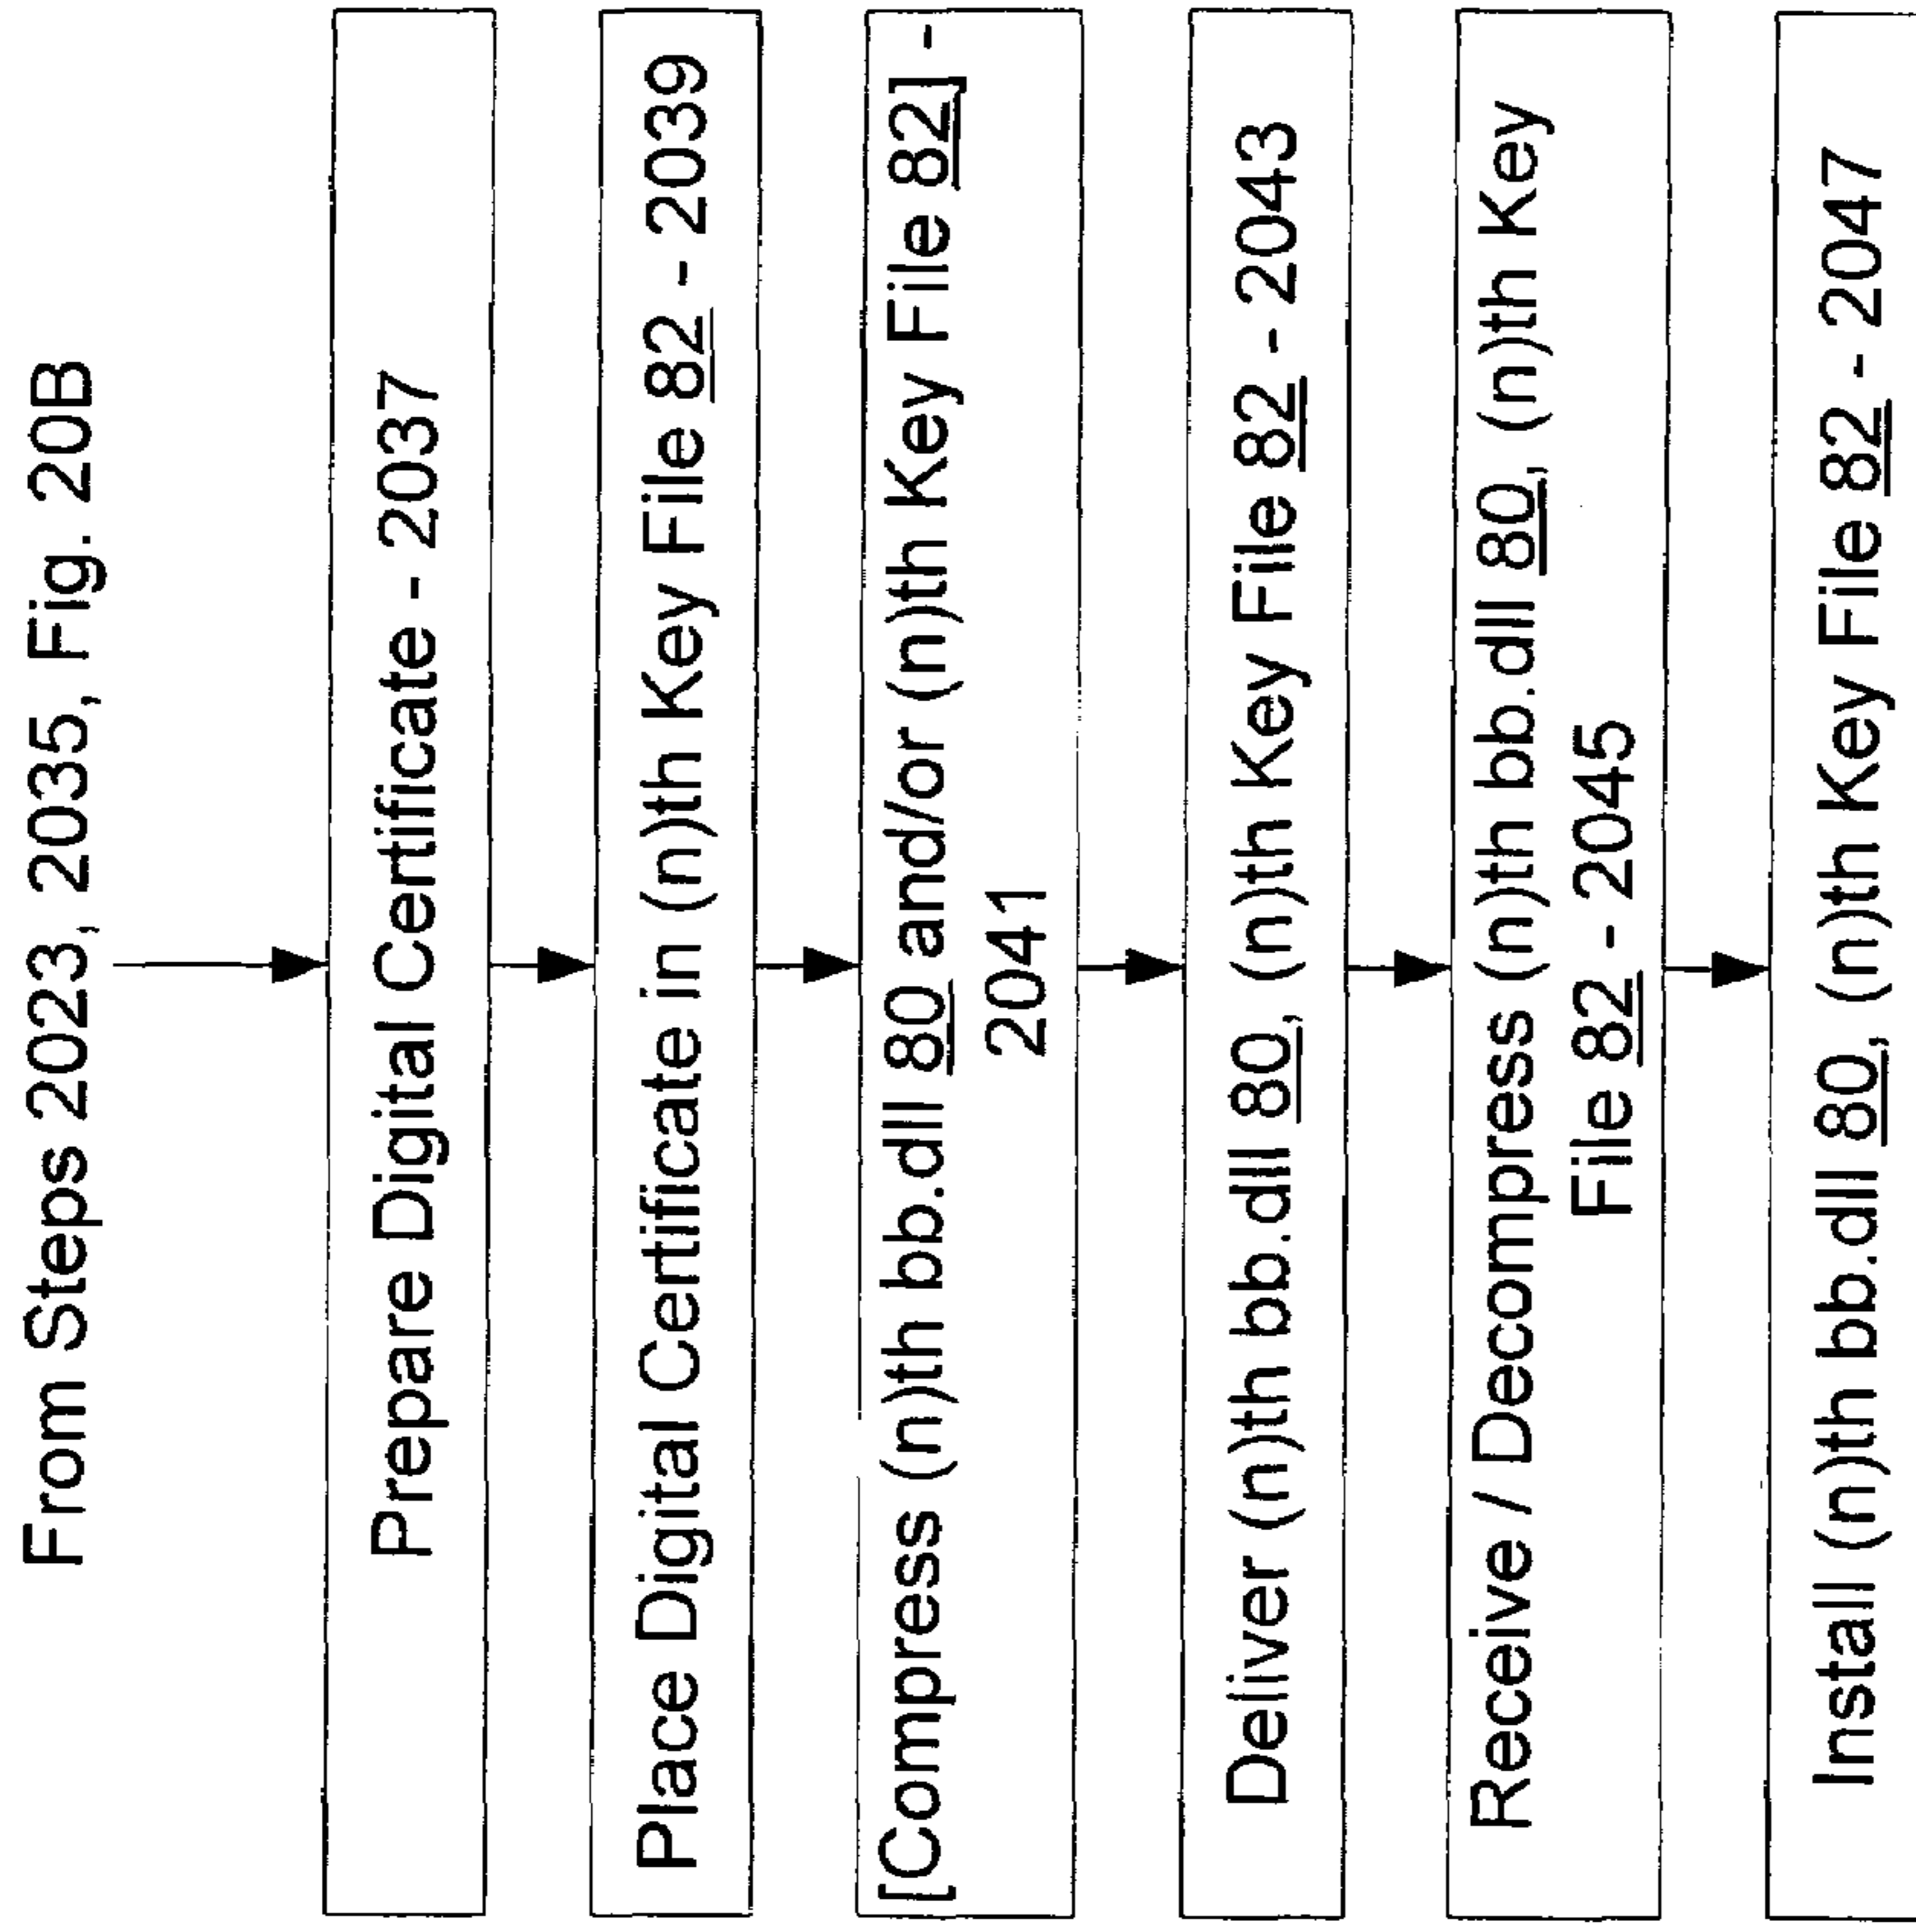 From Steps 2023, 2035, Fig. 20B
Prepare Digital Certificate - 2037
Place Digital Certificate in (n)th Key File 82 - 2039
[Compress (n)th bb.dll 80 and/or (n)th Key File 82] -
2041
Deliver (n)th bb.dll 80, (n)th Key File 82 - 2043
Receive / Decompress (n)th bb.dll 80, (n)th Key
File 82 - 2045
Install (n)th bb.dll 80, (n)th Key File 82 - 2047